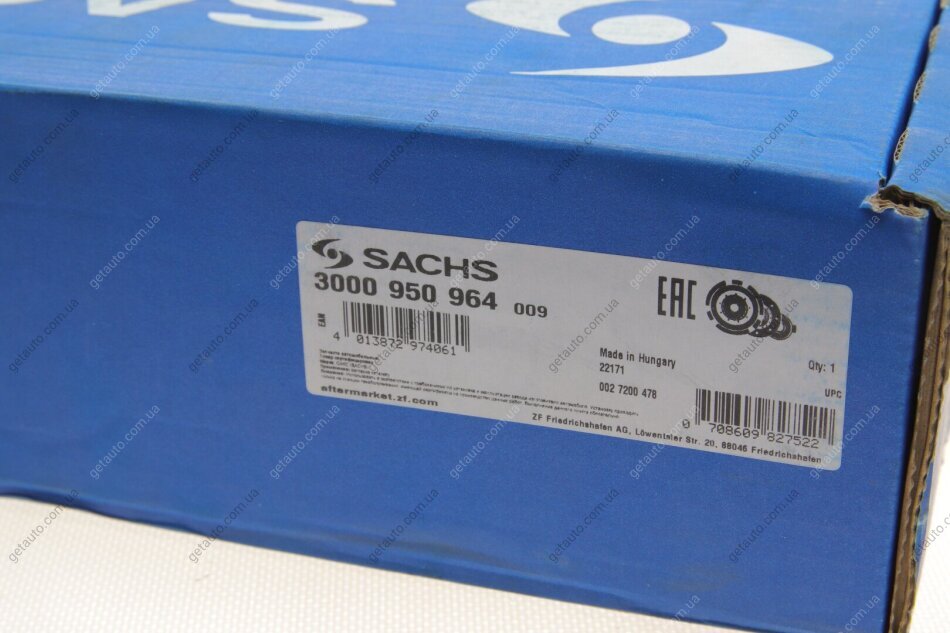 SACHS
3000 950 964 009
EAC
EAN
4 013872 974061
Made in Hungary
22171
Qty: 1
002 7200 478
UPC
0 708609 827522
aftermarket.zf.com
ZF Friedrichshafen AG, Löwentaler Str. 20, 88046 Friedrichshafen
getauto.com.ua